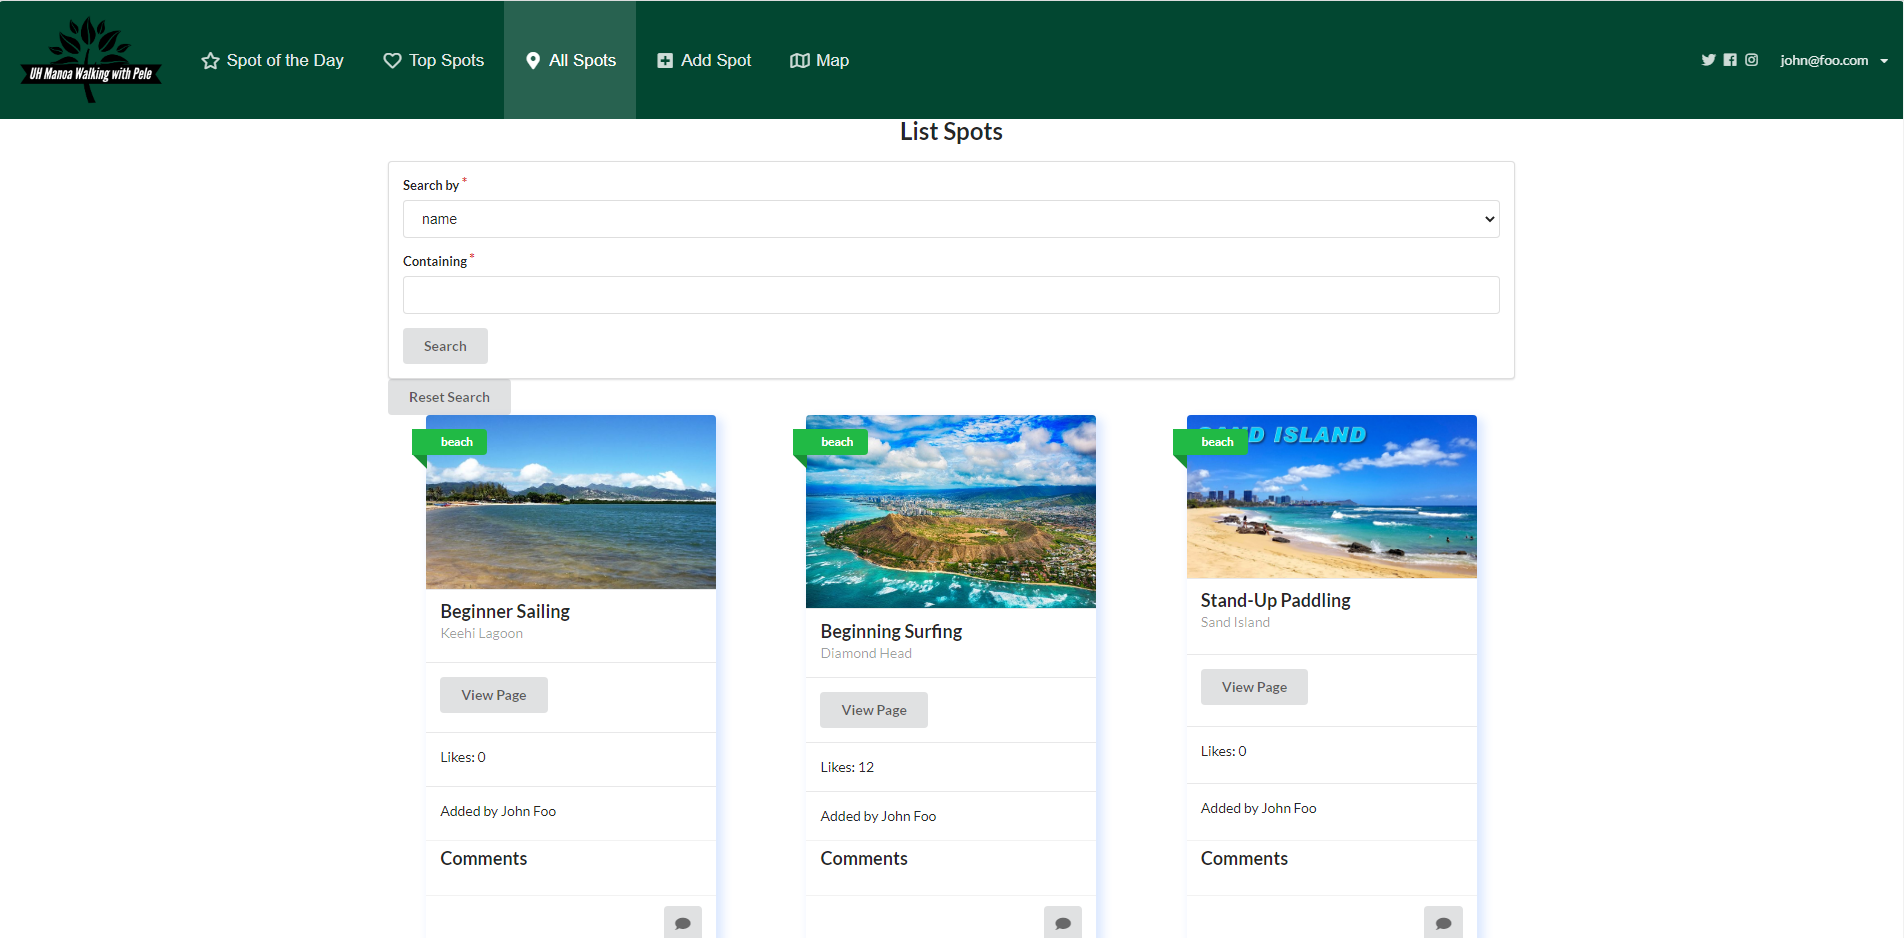 UH Manoa Walking with Pele
Spot of the Day
Top Spots
All Spots
Add Spot
Map
john@foo.com
List Spots
Search by *
name
Containing *
Search
Reset Search
beach
Beginner Sailing
Keehi Lagoon
View Page
Likes: 0
Added by John Foo
Comments
beach
Beginning Surfing
Diamond Head
View Page
Likes: 12
Added by John Foo
Comments
beach
ISLAND
Stand-Up Paddling
Sand Island
View Page
Likes: 0
Added by John Foo
Comments